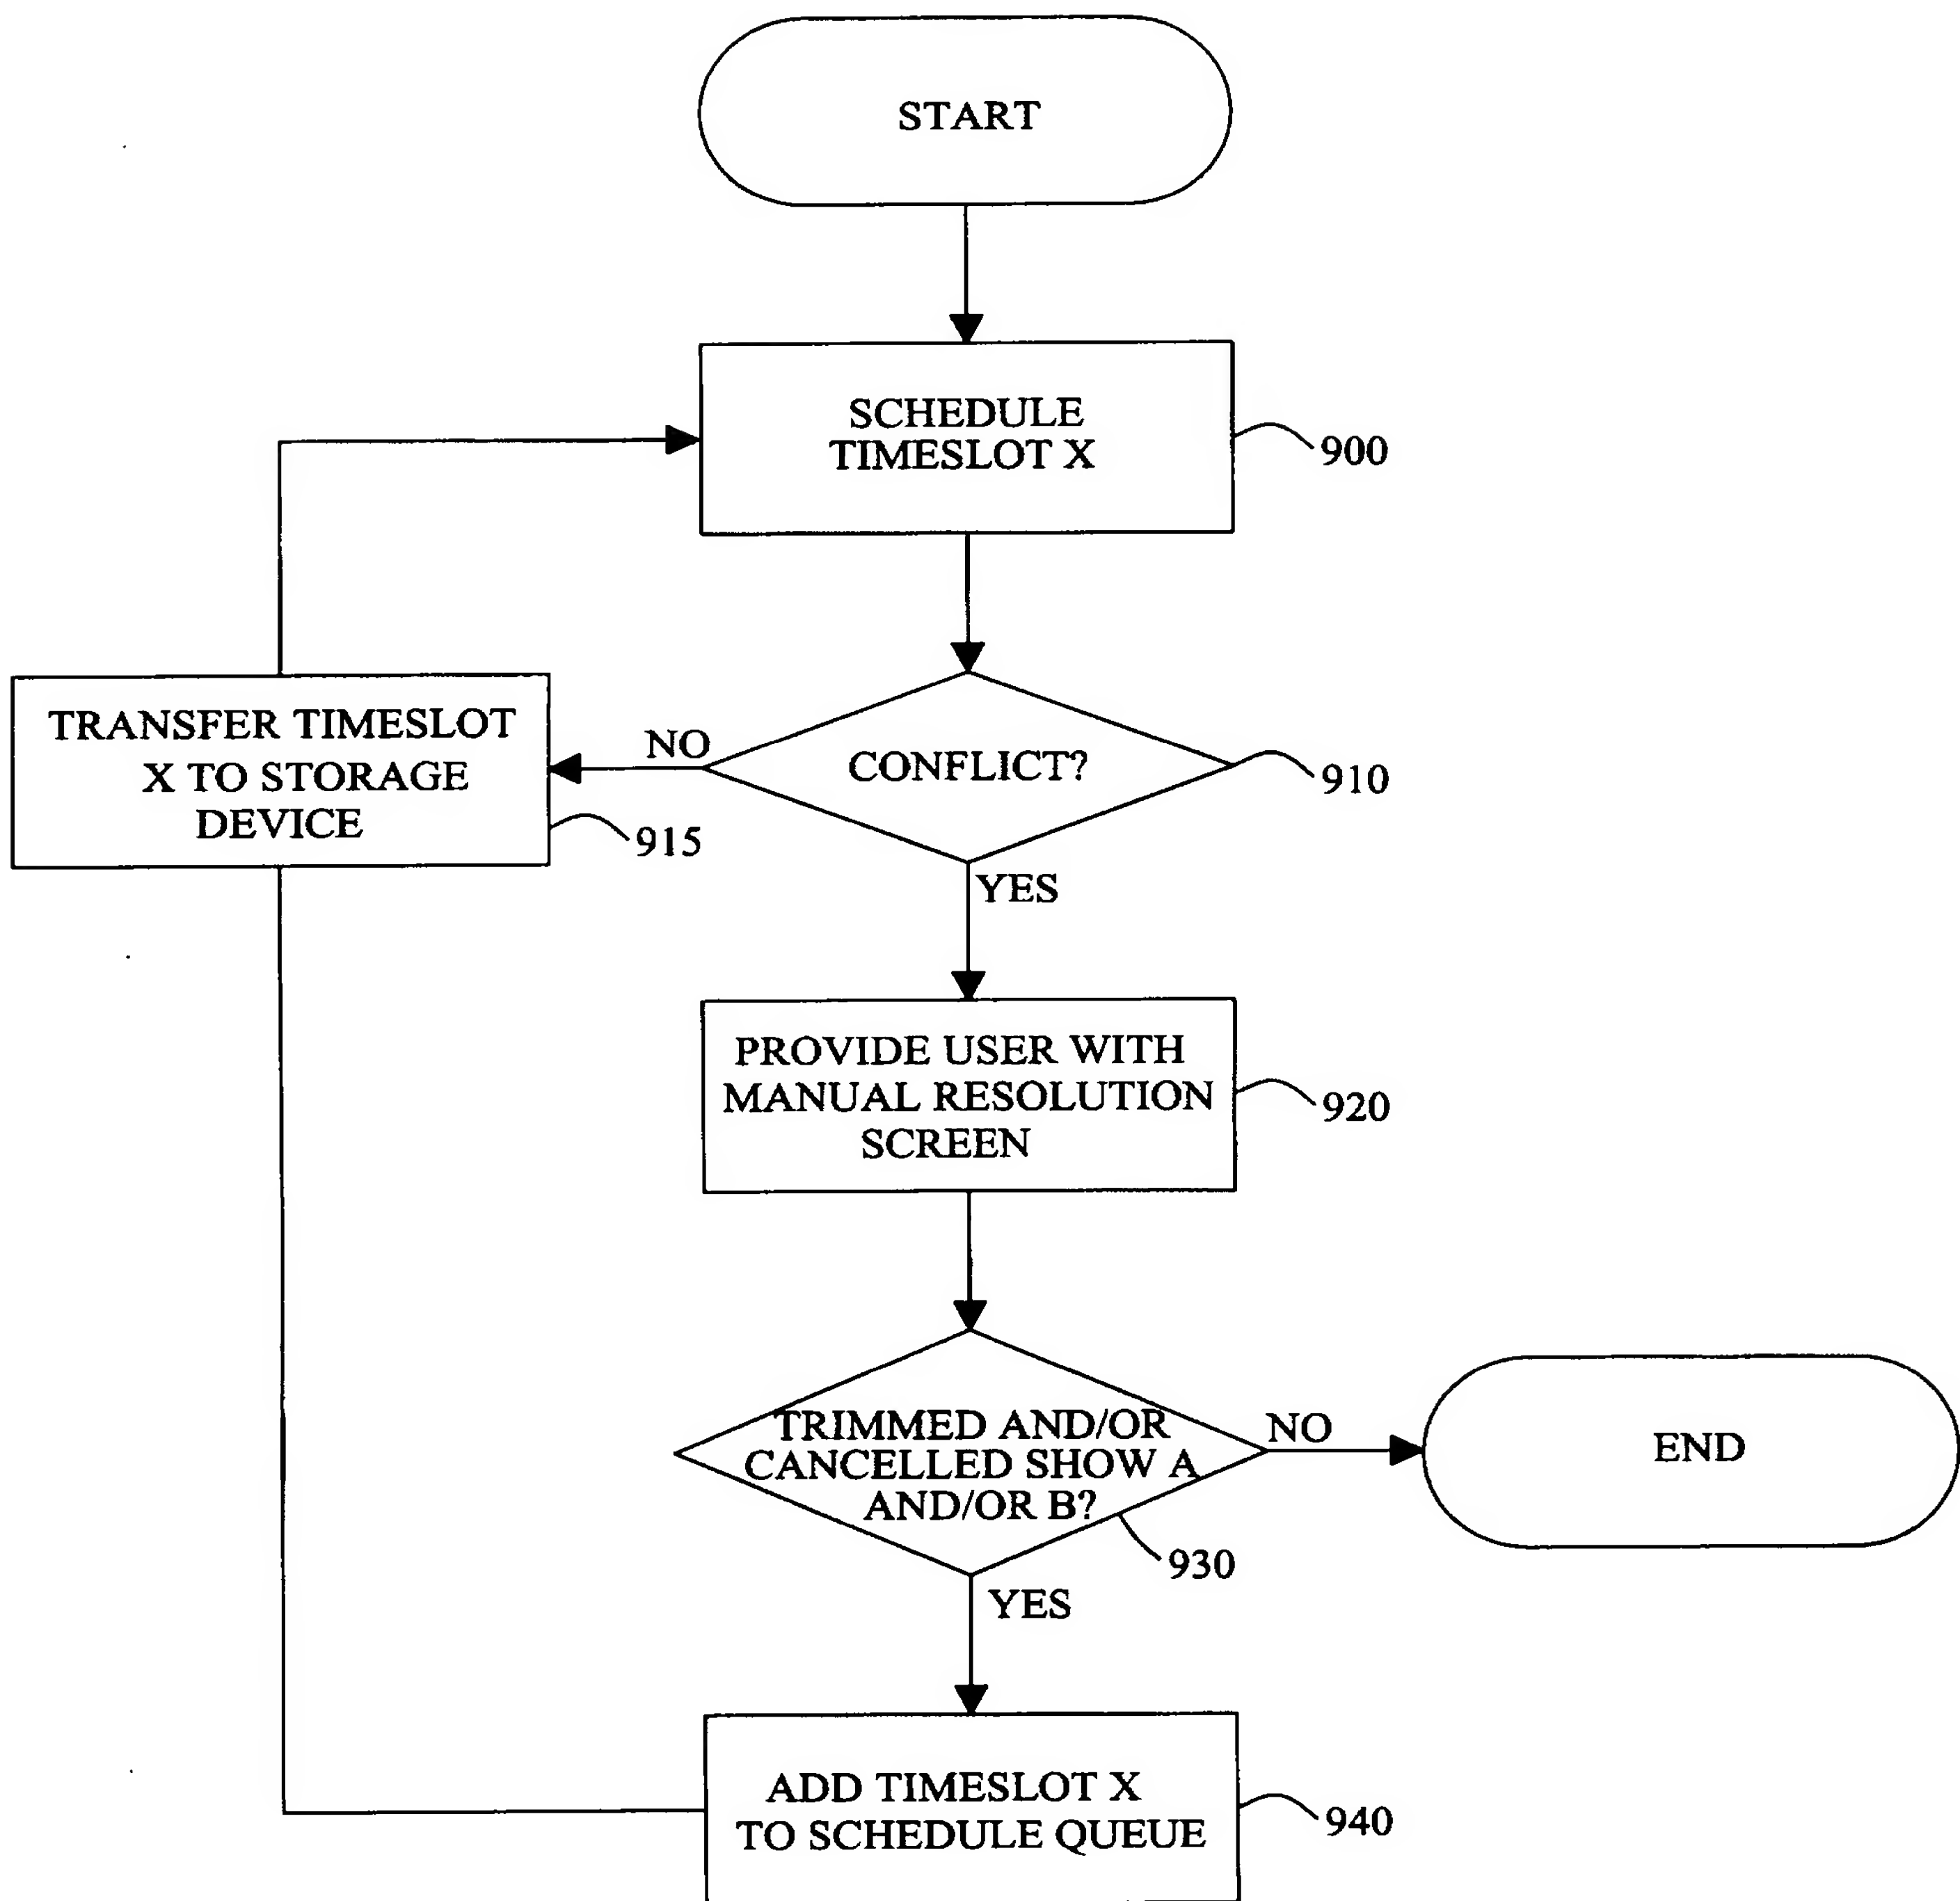 START
SCHEDULE
TIMESLOT X
900
TRANSFER TIMESLOT
X TO STORAGE
DEVICE
915
NO
CONFLICT?
910
YES
PROVIDE USER WITH
MANUAL RESOLUTION
SCREEN
920
TRIMMED AND/OR
CANCELLED SHOW A
AND/OR B?
930
NO
END
YES
ADD TIMESLOT X
TO SCHEDULE QUEUE
940